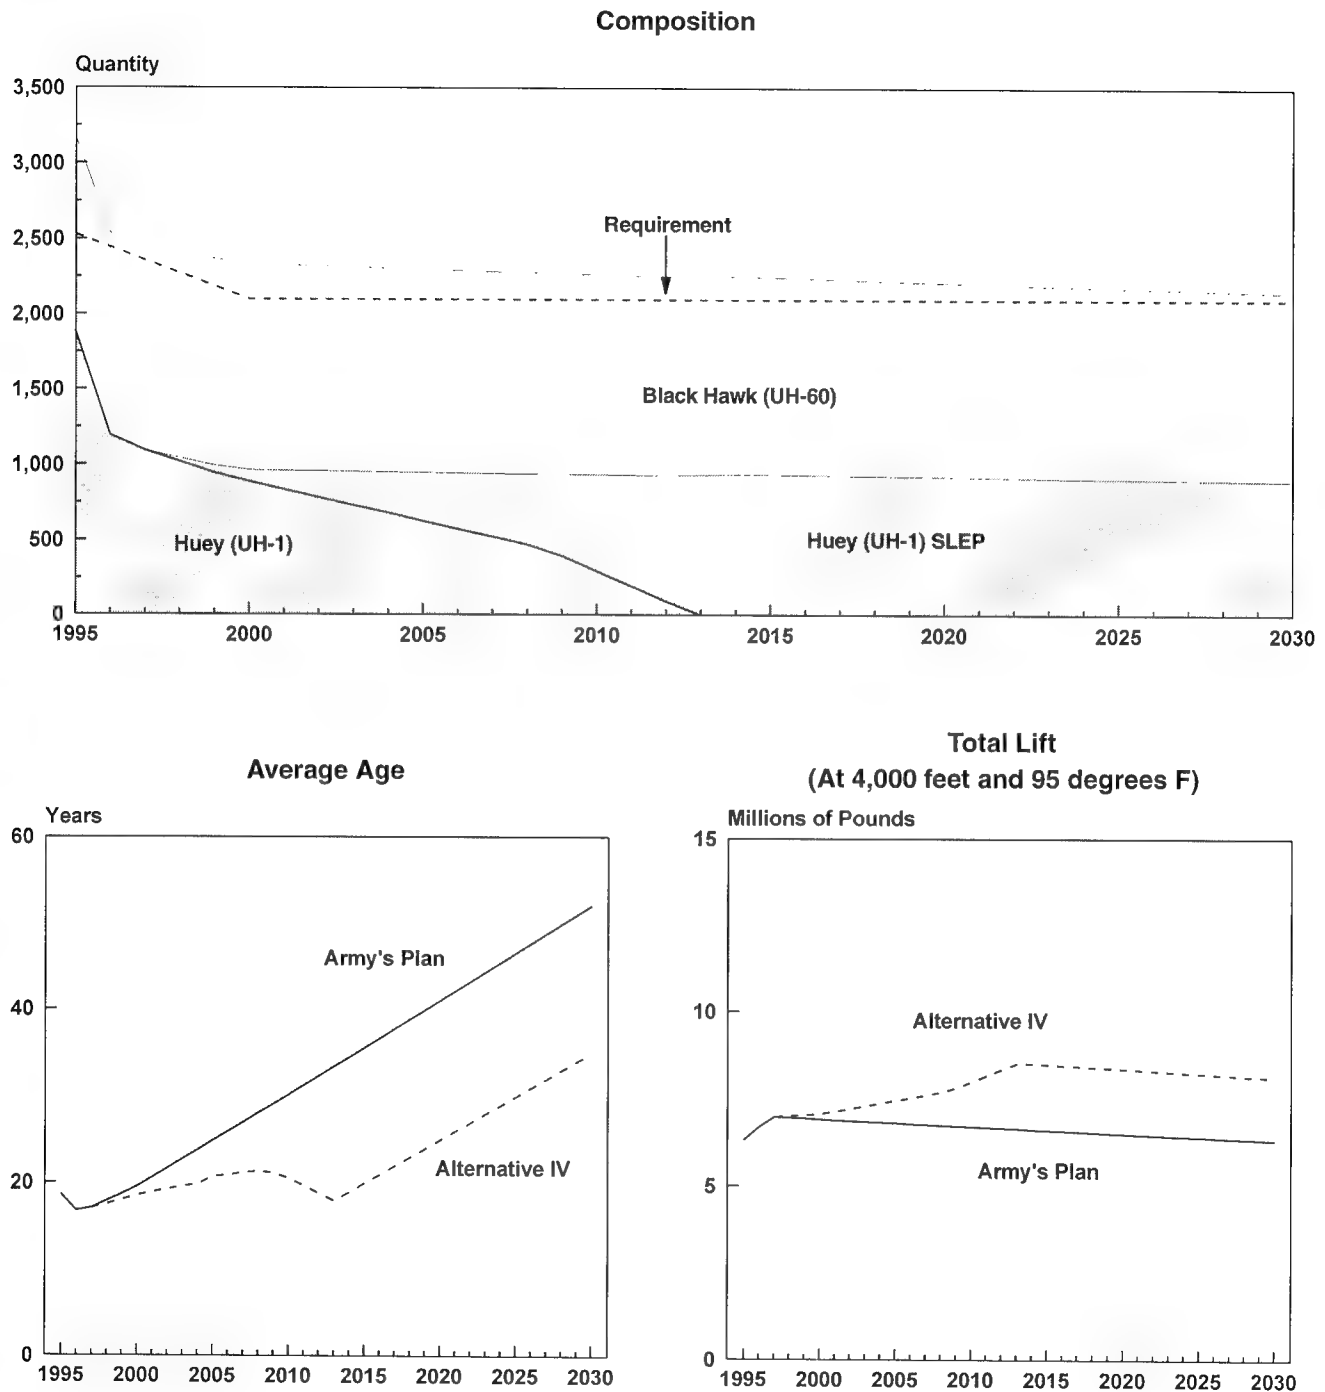 Composition
Quantity
3,500
3,000
2,500
2,000
1,500
1,000
500
0
Requirement
Black Hawk (UH-60)
Huey (UH-1)
Huey (UH-1) SLEP
1995 2000 2005 2010 2015 2020 2025 2030
Average Age
Years
60
40
20
0
Army's Plan
Alternative IV
1995 2000 2005 2010 2015 2020 2025 2030
Total Lift
(At 4,000 feet and 95 degrees F)
Millions of Pounds
15
10
5
0
Alternative IV
Army's Plan
1995 2000 2005 2010 2015 2020 2025 2030